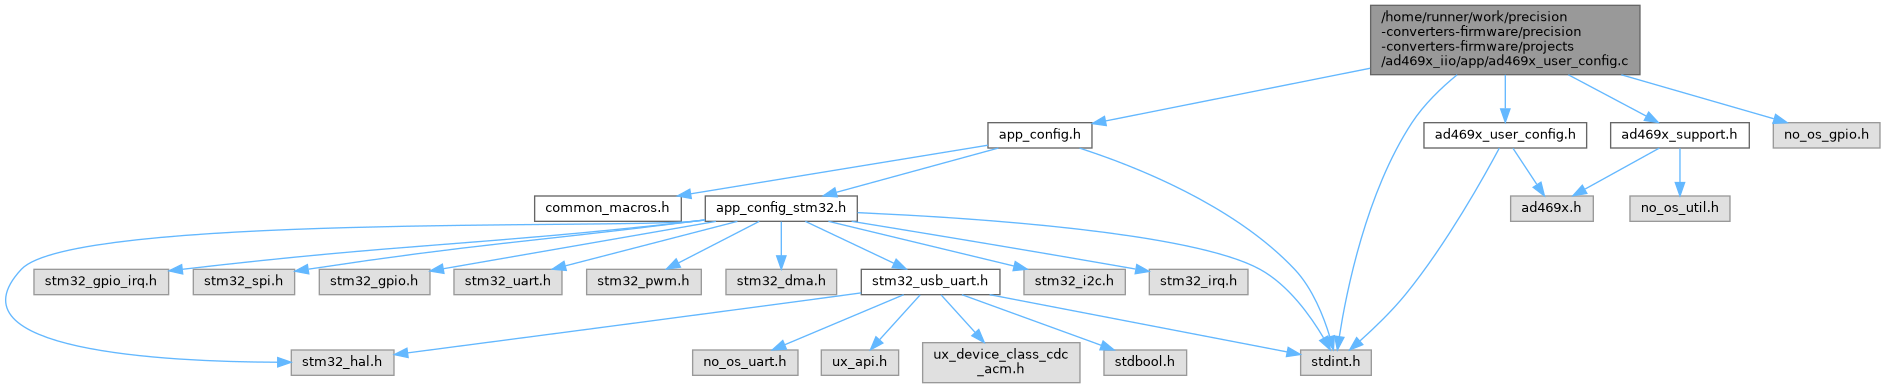 /home/runner/work/precision
-converters-firmware/precision
-converters-firmware/projects
/ad469x_iio/app/ad469x_user_config.c
app_config.h
ad469x_user_config.h
ad469x_support.h
no_os_gpio.h
common_macros.h
app_config_stm32.h
ad469x.h
no_os_util.h
stm32_gpio_irq.h
stm32_spi.h
stm32_gpio.h
stm32_uart.h
stm32_pwm.h
stm32_dma.h
stm32_usb_uart.h
stm32_i2c.h
stm32_irq.h
stm32_hal.h
no_os_uart.h
ux_api.h
ux_device_class_cdc
_acm.h
stdbool.h
stdint.h